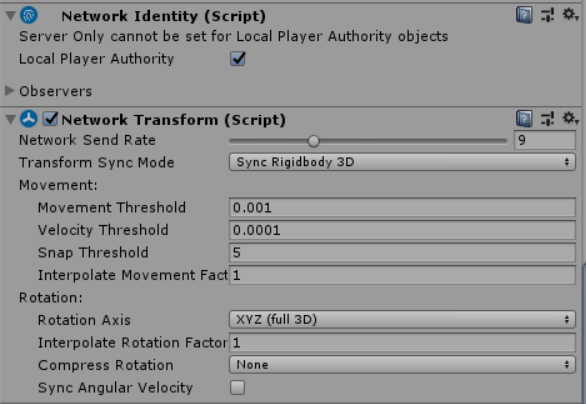 Network Identity (Script)
Server Only cannot be set for Local Player Authority objects
Local Player Authority
Observers
Network Transform (Script)
Network Send Rate 9
Transform Sync Mode Sync Rigidbody 3D
Movement:
Movement Threshold 0.001
Velocity Threshold 0.0001
Snap Threshold 5
Interpolate Movement Fact 1
Rotation:
Rotation Axis XYZ (full 3D)
Interpolate Rotation Factor 1
Compress Rotation None
Sync Angular Velocity